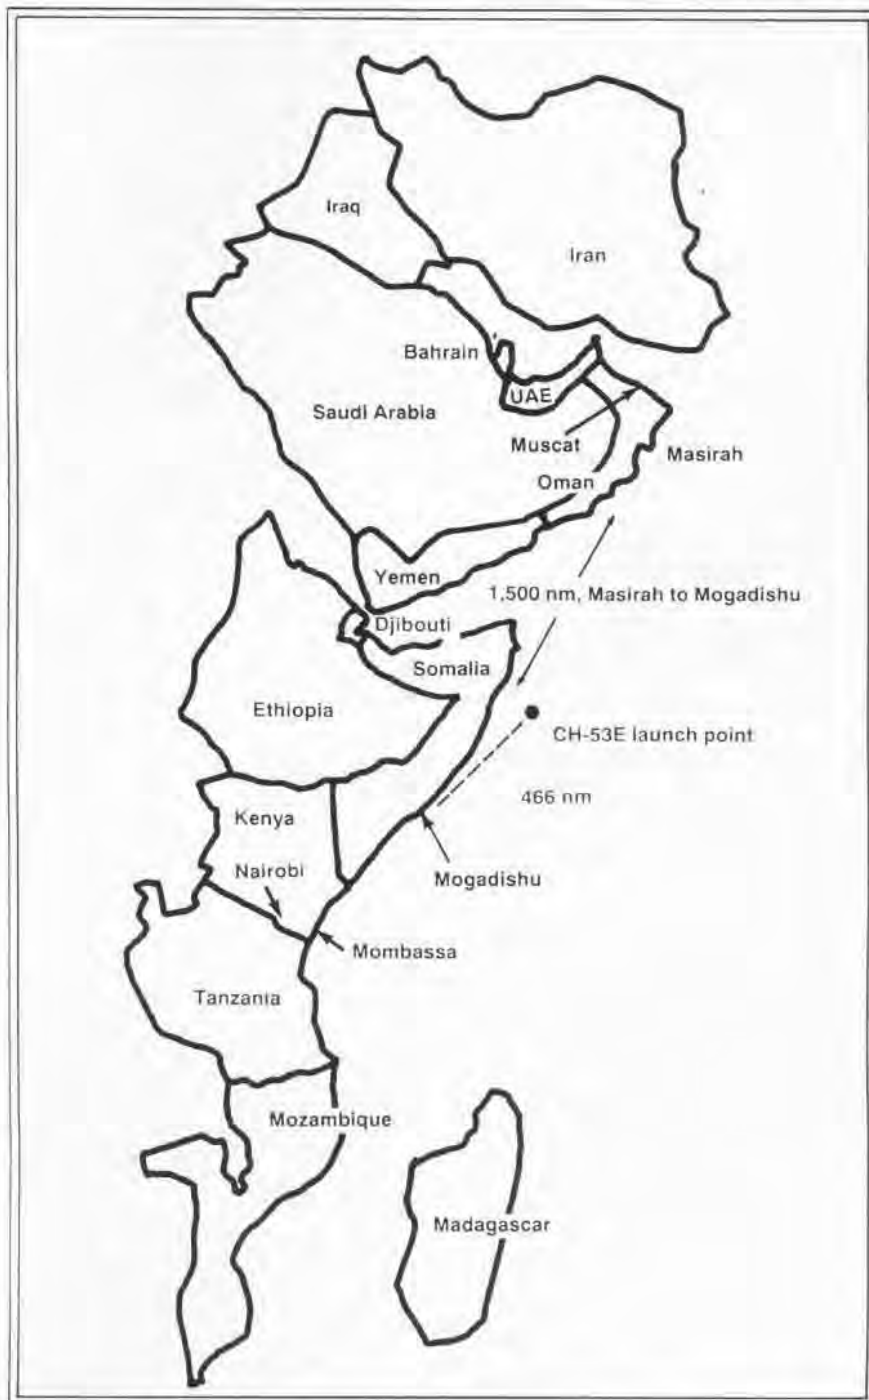 Iraq
Iran
Bahrain
UAE
Saudi Arabia
Muscat
Masirah
Oman
Yemen
1,500 nm, Masirah to Mogadishu
Djibouti
Somalia
Ethiopia
CH-53E launch point
466 nm
Kenya
Nairobi
Mogadishu
Mombassa
Tanzania
Mozambique
Madagascar